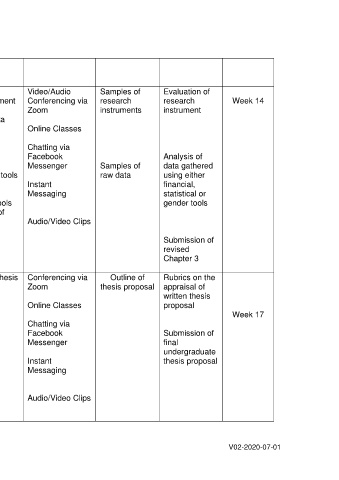 ment
a
tools
ols
of
Video/Audio
Conferencing via
Zoom
Online Classes
Chatting via
Facebook
Messenger
Instant
Messaging
Audio/Video Clips
Samples of
research
instruments
Samples of
raw data
Evaluation of
research
instrument
Analysis of
data gathered
using either
financial,
statistical or
gender tools
Submission of
revised
Chapter 3
Week 14
hesis
Conferencing via
Zoom
Online Classes
Chatting via
Facebook
Messenger
Instant
Messaging
Audio/Video Clips
Outline of
thesis proposal
Rubrics on the
appraisal of
written thesis
proposal
Submission of
final
undergraduate
thesis proposal
Week 17
V02-2020-07-01